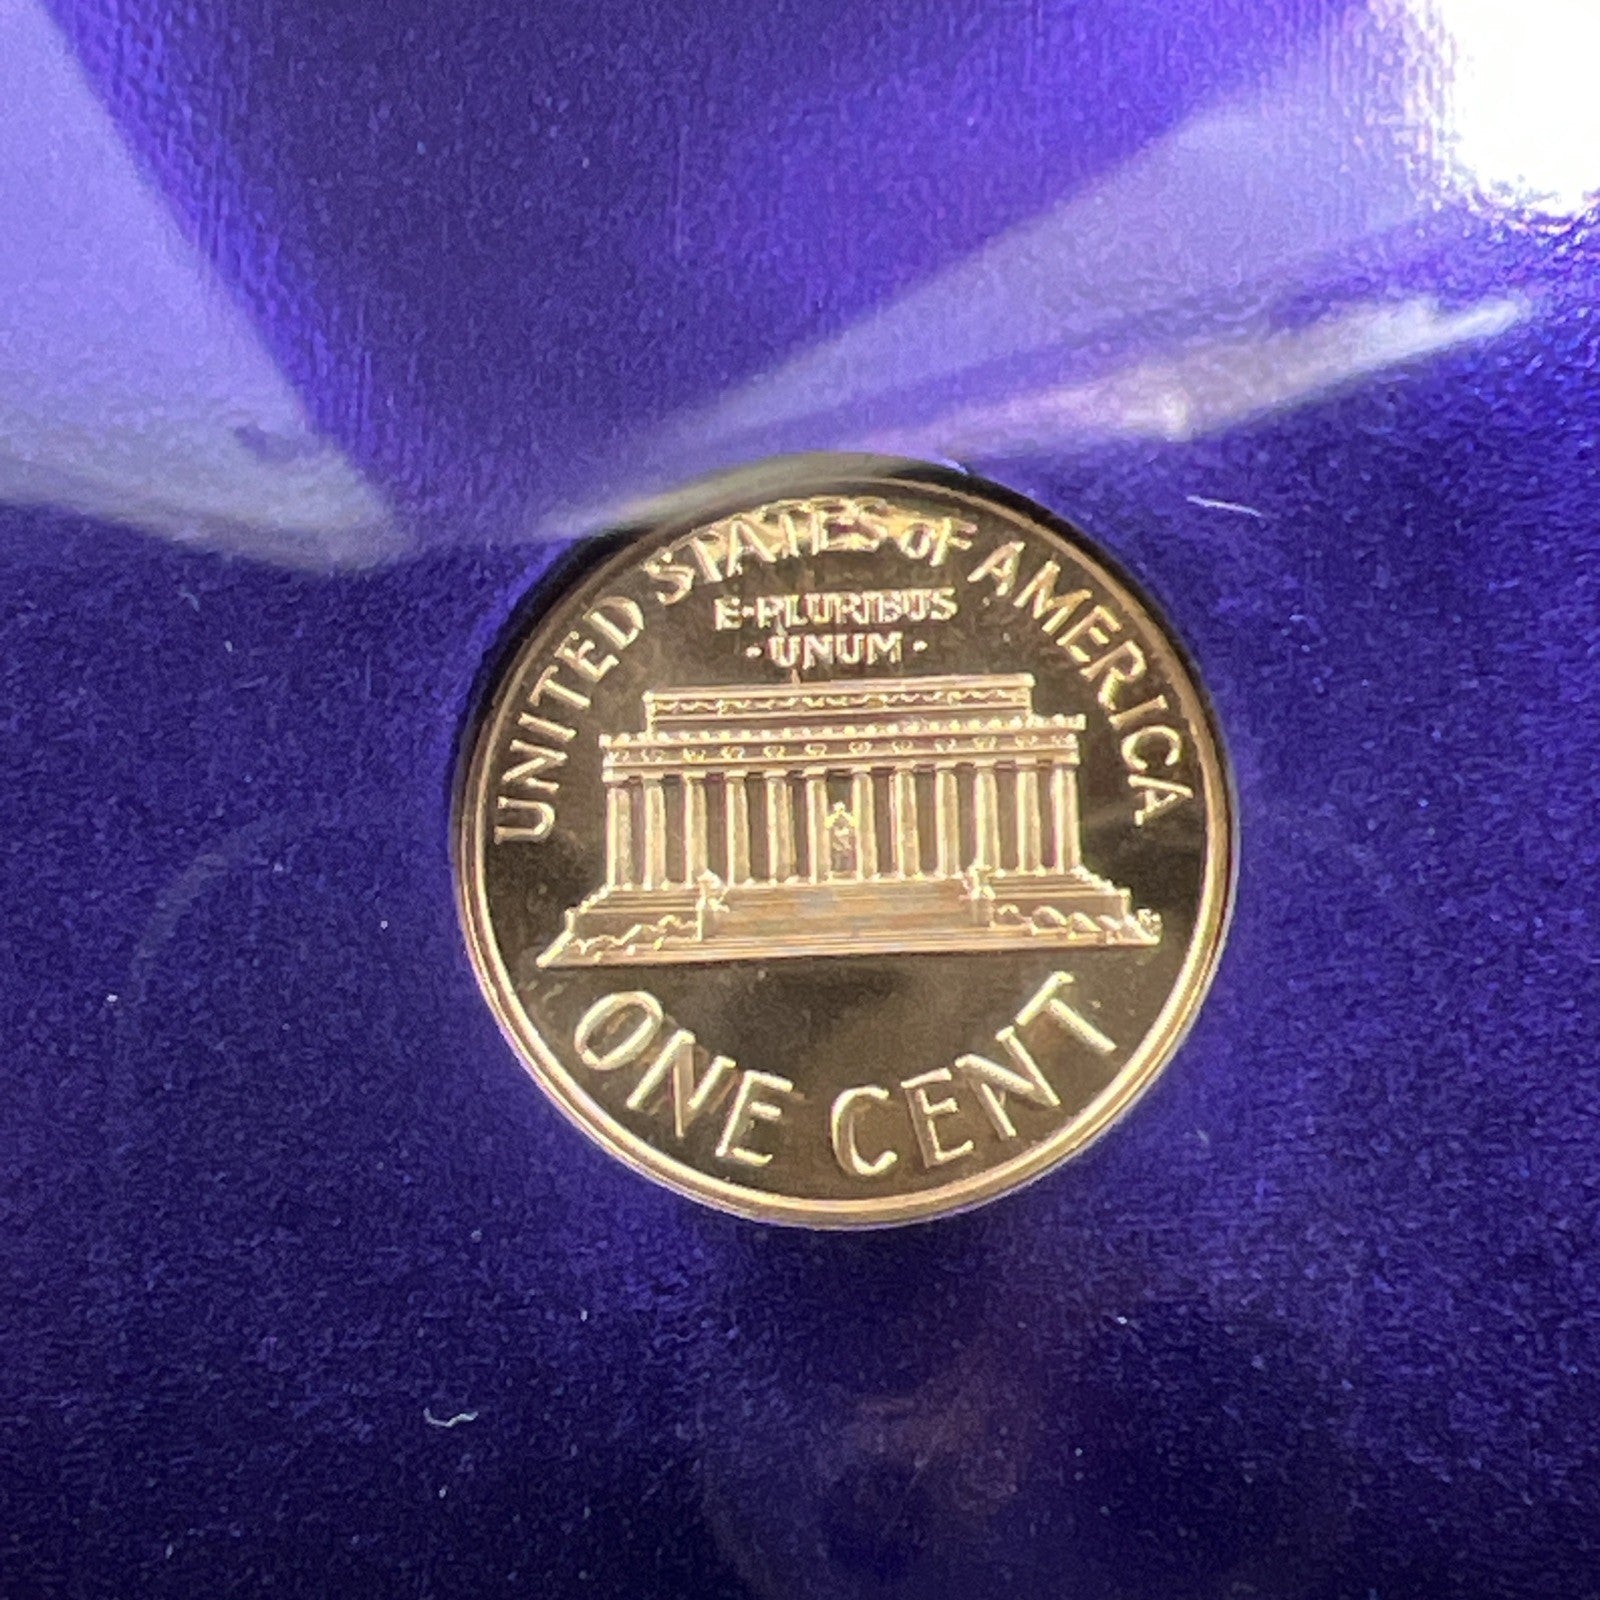 UNITED STATES OF AMERICA
E·PLURIBUS
·UNUM·
ONE CENT